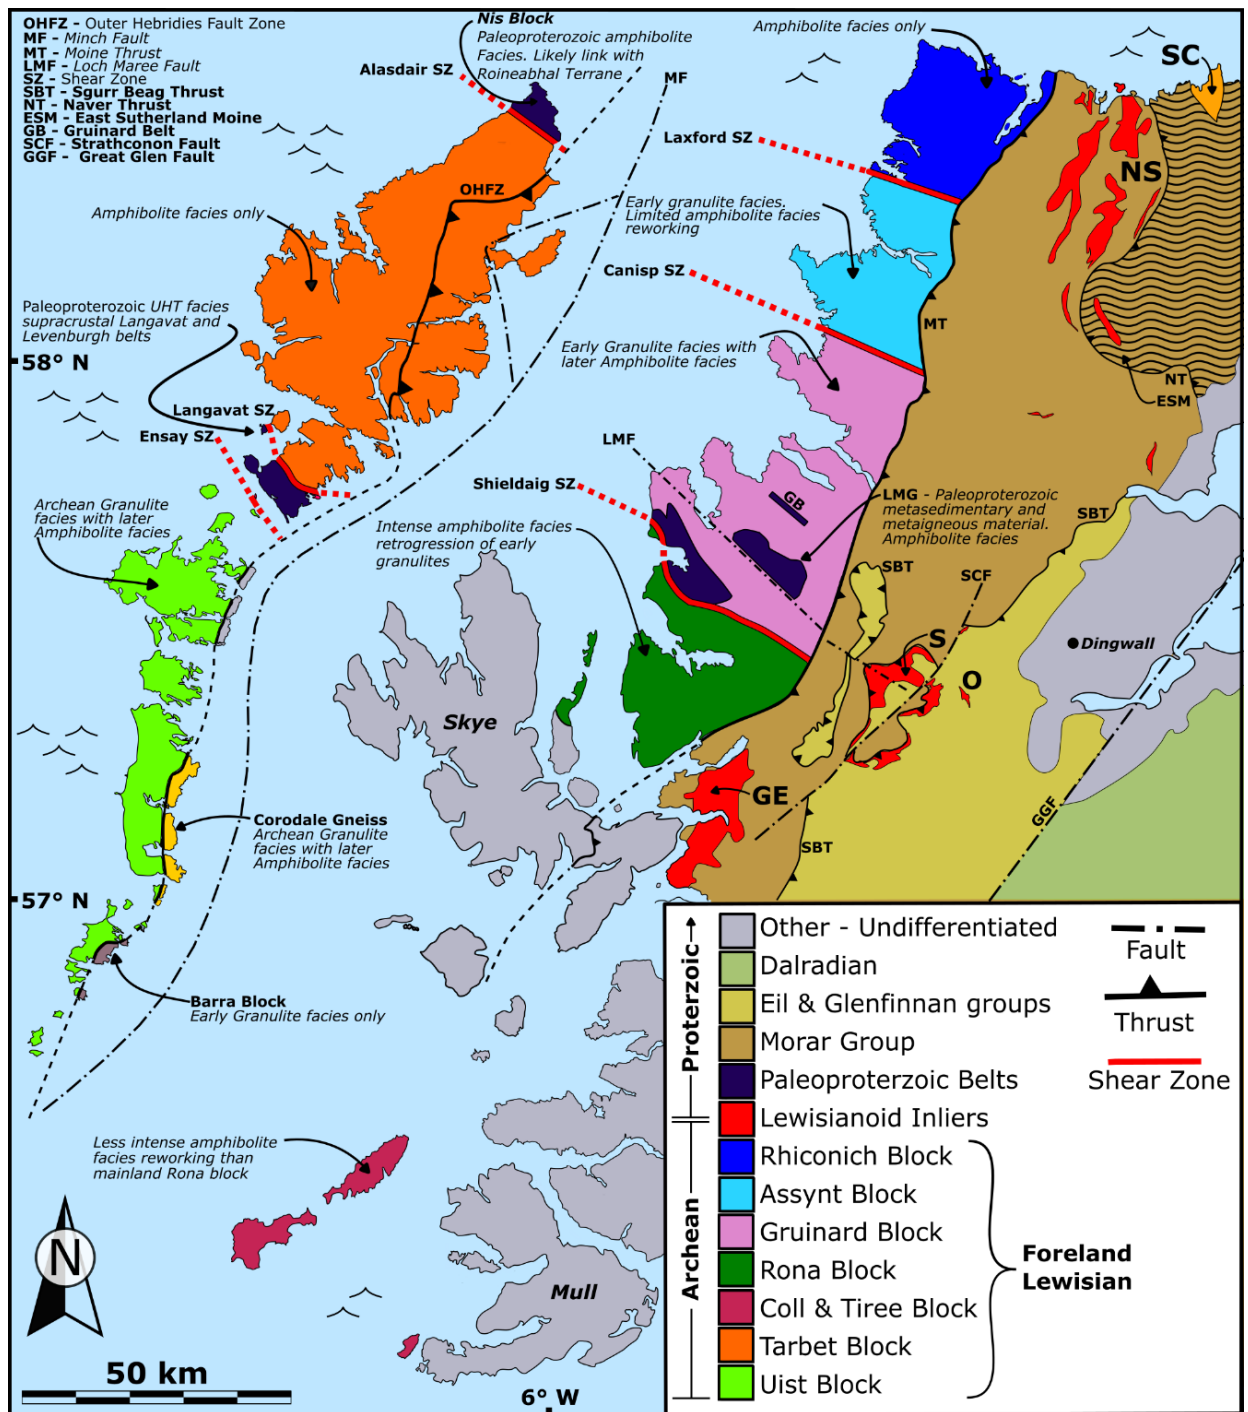 OHFZ - Outer Hebridies Fault Zone
MF - Minch Fault
MT - Moine Thrust
LMF - Loch Maree Fault
SZ - Shear Zone
SBT - Sgurr Beag Thrust
NT - Naver Thrust
ESM - East Sutherland Moine
GB - Gruinard Belt
SCF - Strathconon Fault
GGF - Great Glen Fault
Nis Block
Paleoproterozoic amphibolite
Facies. Likely link with
Roineabhal Terrane
Alasdair SZ
MF
Amphibolite facies only
SC
Laxford SZ
NS
OHFZ
Amphibolite facies only
Early granulite facies.
Limited amphibolite facies
reworking
Canisp SZ
MT
Paleoproterozoic UHT facies
supracrustal Langavat and
Levenburgh belts
58° N
Early Granulite facies with
later Amphibolite facies
NT
ESM
Langavat SZ
Ensay SZ
LMF
Shieldaig SZ
GB
LMG - Paleoproterozoic
metasedimentary and
metaigneous material.
Amphibolite facies
SBT
Archean Granulite
facies with later
Amphibolite facies
Intense amphibolite facies
retrogression of early
granulites
SBT
SCF
S
Dingwall
O
Skye
GE
GGF
SBT
Corodale Gneiss
Archean Granulite
facies with later
Amphibolite facies
57° N
Barra Block
Early Granulite facies only
Less intense amphibolite
facies reworking than
mainland Rona block
N
Mull
50 km
6° W
Proterzoic
Archean
Other - Undifferentiated
Dalradian
Eil & Glenfinnan groups
Morar Group
Paleoproterzoic Belts
Lewisianoid Inliers
Rhiconich Block
Assynt Block
Gruinard Block
Rona Block
Coll & Tiree Block
Tarbet Block
Uist Block
Fault
Thrust
Shear Zone
Foreland
Lewisian